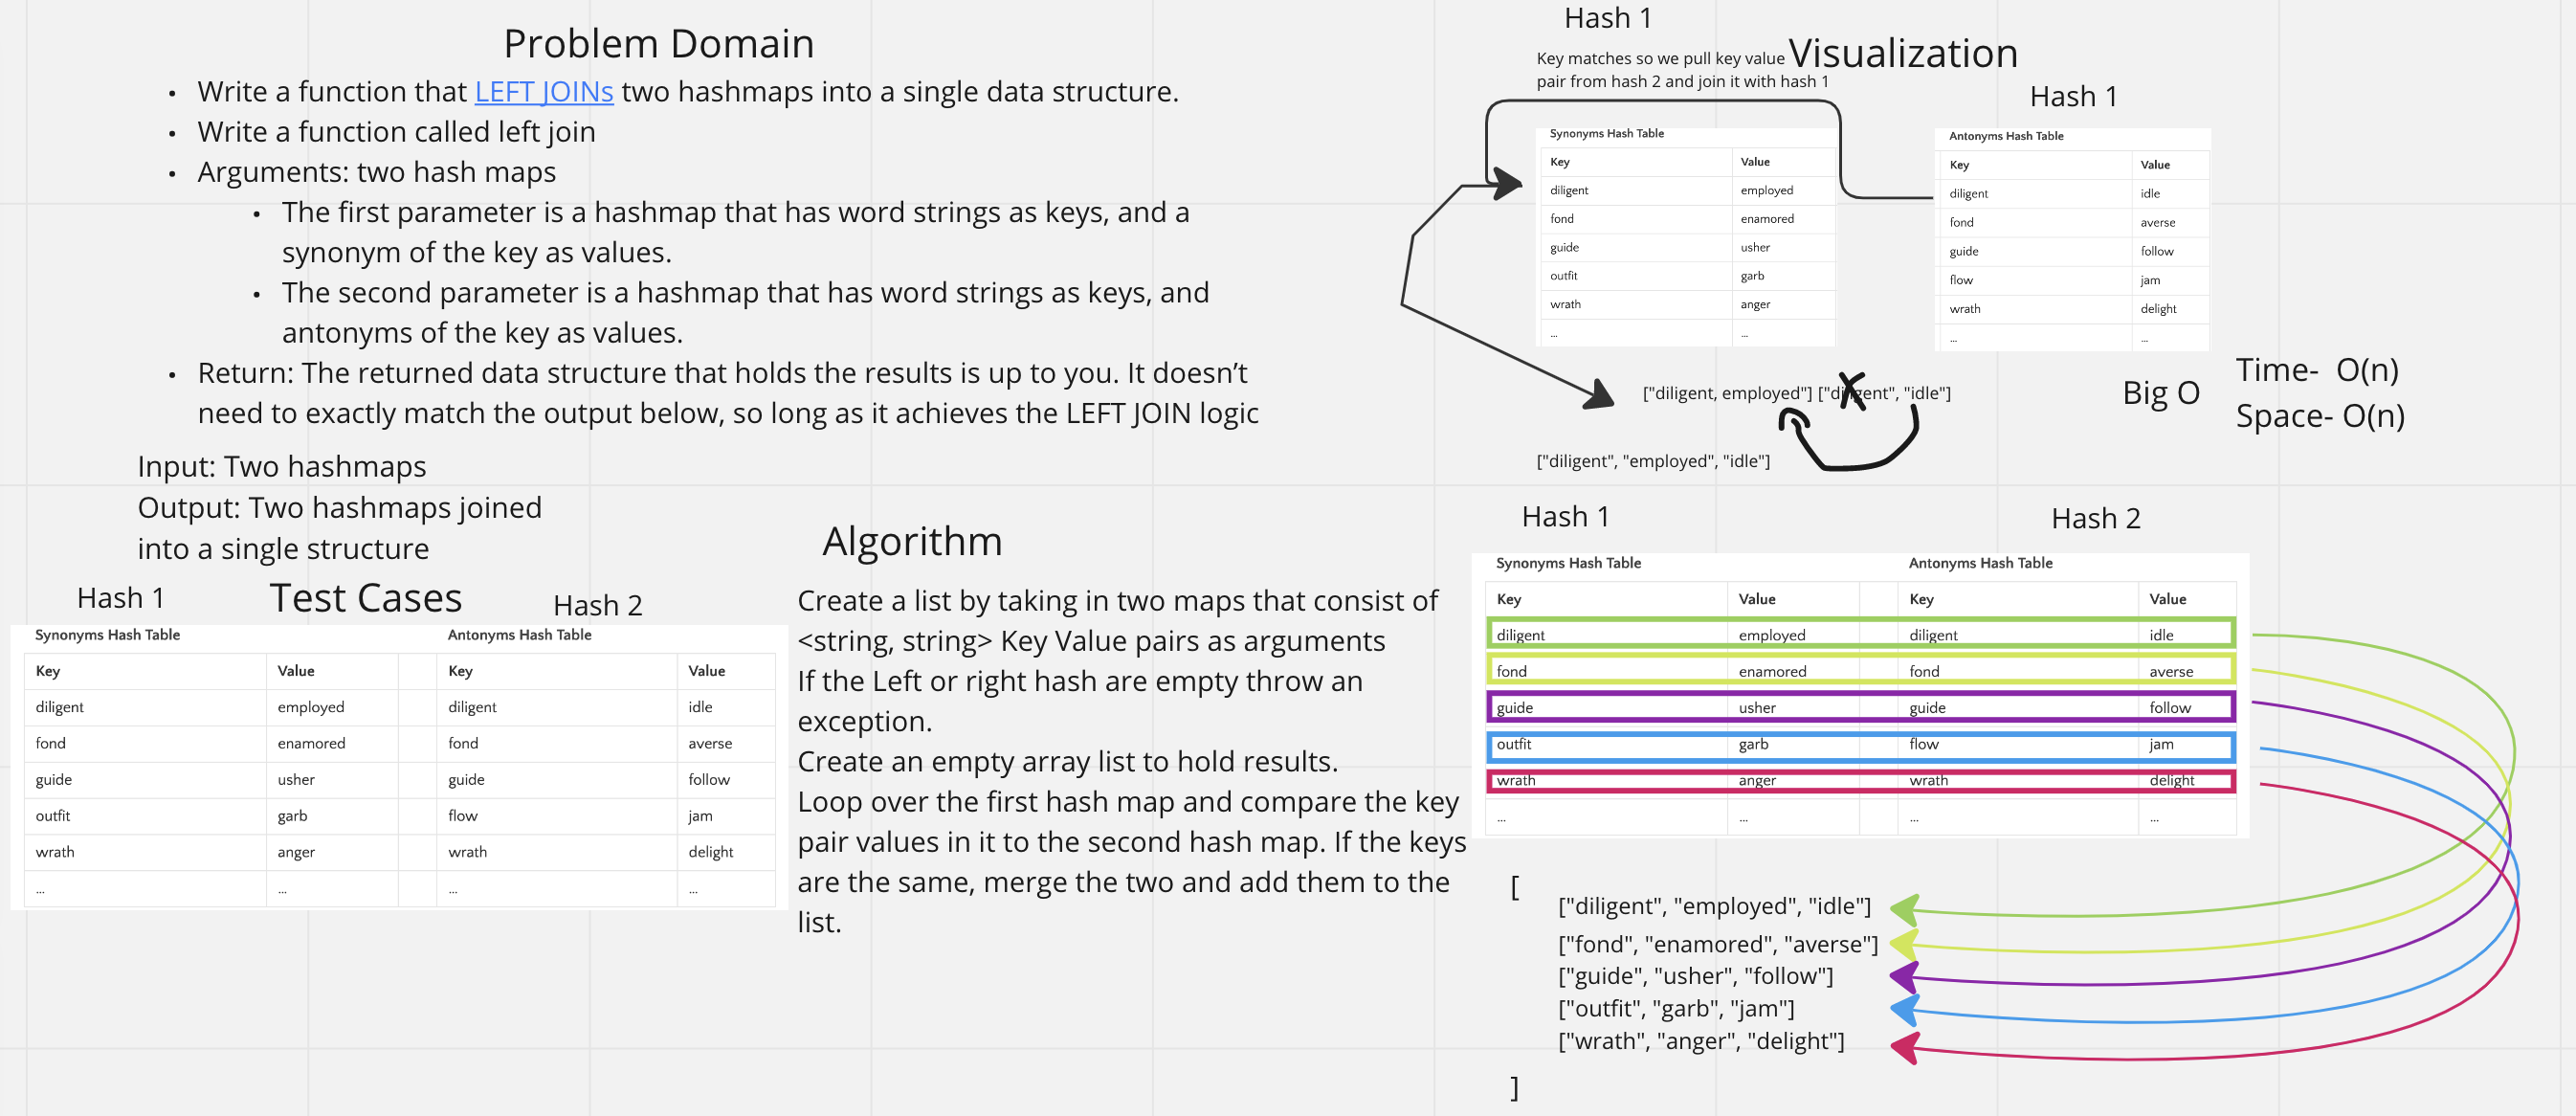 Problem Domain
• Write a function that LEFT JOINs two hashmaps into a single data structure.
• Write a function called left join
• Arguments: two hash maps
• The first parameter is a hashmap that has word strings as keys, and a
synonym of the key as values.
• The second parameter is a hashmap that has word strings as keys, and
antonyms of the key as values.
• Return: The returned data structure that holds the results is up to you. It doesn't
need to exactly match the output below, so long as it achieves the LEFT JOIN logic
Input: Two hashmaps
Output: Two hashmaps joined
into a single structure
Test Cases
Hash 1
Hash 2
Synonyms Hash Table Antonyms Hash Table
Key Value Key Value
diligent employed diligent idle
fond enamored fond averse
guide usher guide follow
outfit garb flow jam
wrath anger wrath delight
... ... ... ...
Algorithm
Create a list by taking in two maps that consist of
<string, string> Key Value pairs as arguments
If the Left or right hash are empty throw an
exception.
Create an empty array list to hold results.
Loop over the first hash map and compare the key
pair values in it to the second hash map. If the keys
are the same, merge the two and add them to the
list.
Visualization
Hash 1
Key matches so we pull key value
pair from hash 2 and join it with hash 1
Synonyms Hash Table
Key Value
diligent employed
fond enamored
guide usher
outfit garb
wrath anger
... ...
Hash 1
Antonyms Hash Table
Key Value
diligent idle
fond averse
guide follow
flow jam
wrath delight
... ...
["diligent, employed"] ["diligent", "idle"]
X
["diligent", "employed", "idle"]
Big O
Time- O(n)
Space- O(n)
Hash 1
Hash 2
Synonyms Hash Table Antonyms Hash Table
Key Value Key Value
diligent employed diligent idle
fond enamored fond averse
guide usher guide follow
outfit garb flow jam
wrath anger wrath delight
... ... ... ...
[
["diligent", "employed", "idle"]
["fond", "enamored", "averse"]
["guide", "usher", "follow"]
["outfit", "garb", "jam"]
["wrath", "anger", "delight"]
]